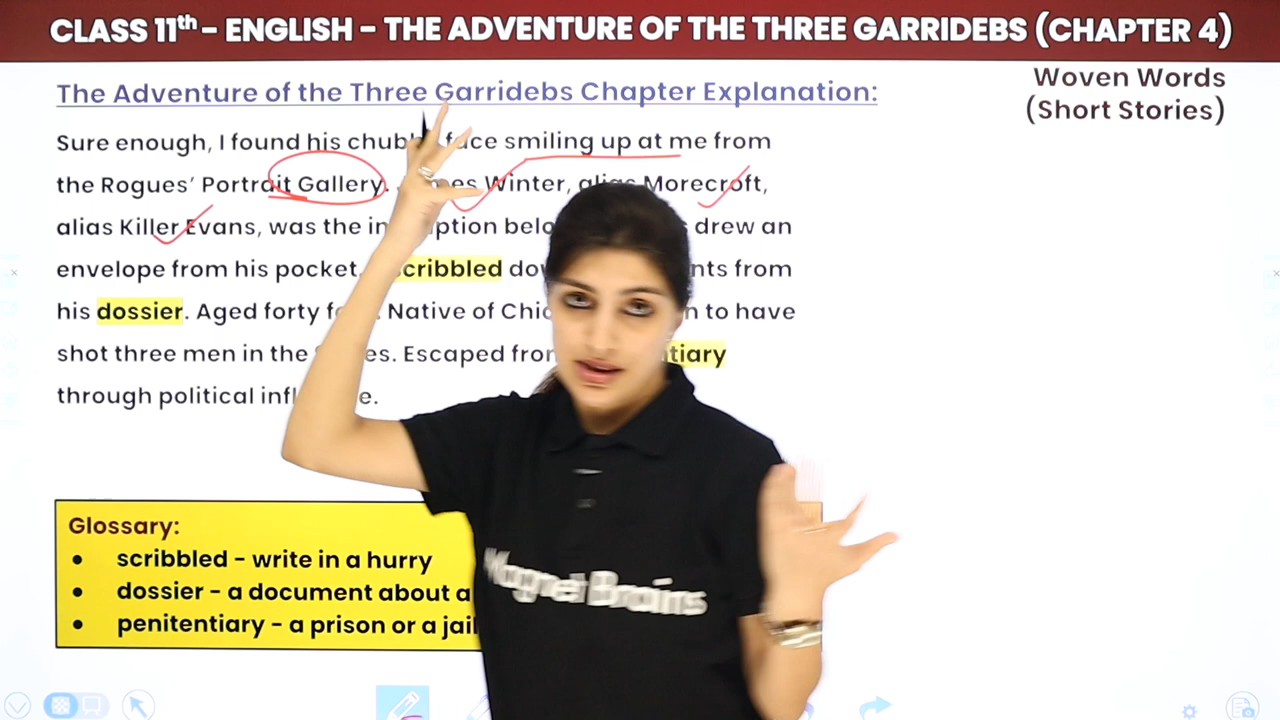 CLASS 11th – ENGLISH – THE ADVENTURE OF THE THREE GARRIDEBS (CHAPTER 4)
The Adventure of the Three Garridebs Chapter Explanation:
Woven Words
(Short Stories)
Sure enough, I found his face smiling up at me from
the Rogues’ Portrait Gallery. Winter, alias Morecroft,
alias Killer Evans, was the drew an
envelope from his pocket. scribbled from
his dossier. Aged forty Native of to have
shot three men in the Escaped
through political
Glossary:
• scribbled – write in a hurry
• dossier – a document about a
• penitentiary – a prison or a jail
Magnet Brains